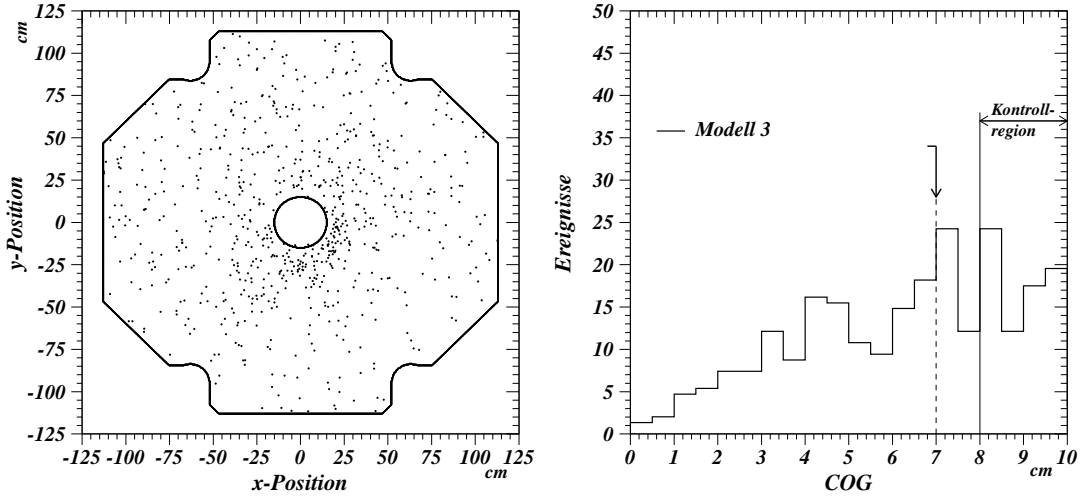 cm
125
100
75
50
25
0
-25
-50
-75
-100
-125
y-Position
-125 -100 -75 -50 -25 0 25 50 75 100 125
x-Position
cm
50
45
40
35
30
25
20
15
10
5
0
Ereignisse
Modell 3
Kontroll-
region
0 1 2 3 4 5 6 7 8 9 10
COG
cm